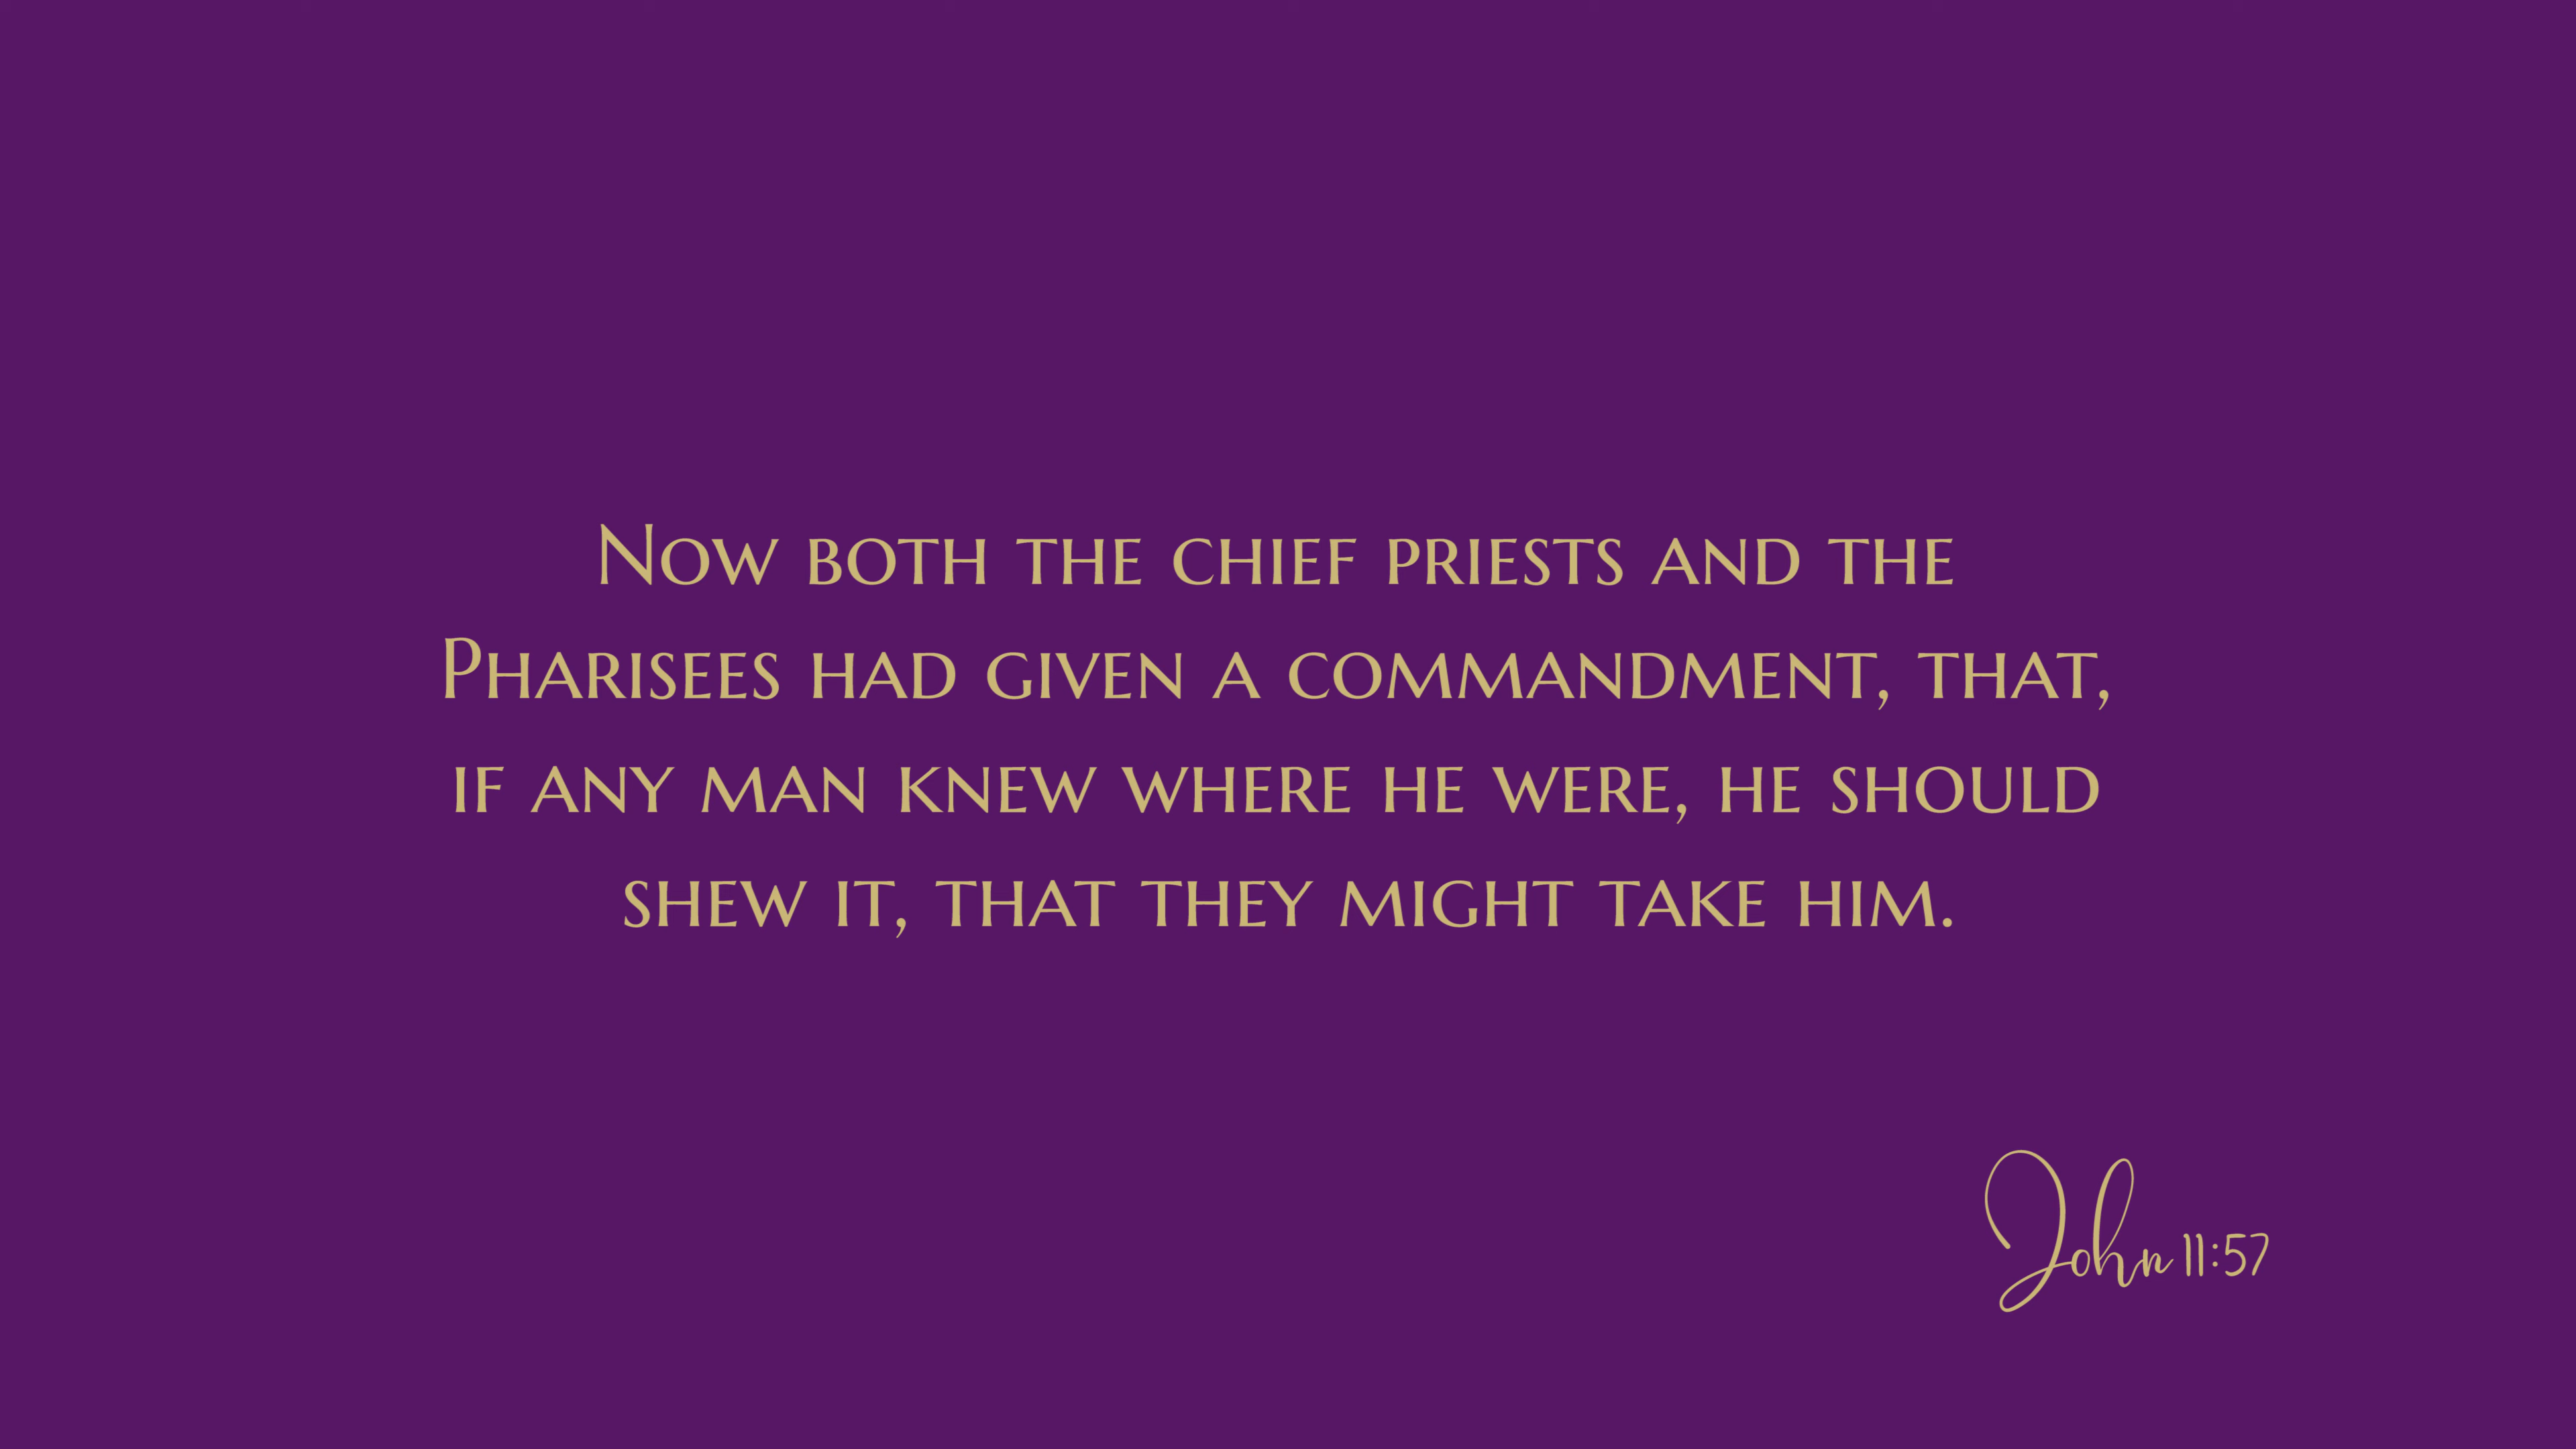 Now both the chief priests and the
Pharisees had given a commandment, that,
if any man knew where he were, he should
shew it, that they might take him.
John 11:57